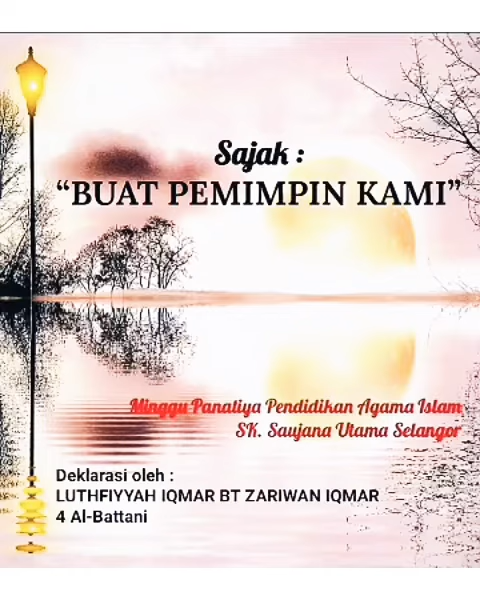 Sajak :
“BUAT PEMIMPIN KAMI”
Minggu Panatiya Pendidikan Agama Islam
SK. Saujana Utama Selangor
Deklarasi oleh :
LUTHFIYYAH IQMAR BT ZARIWAN IQMAR
4 Al-Battani